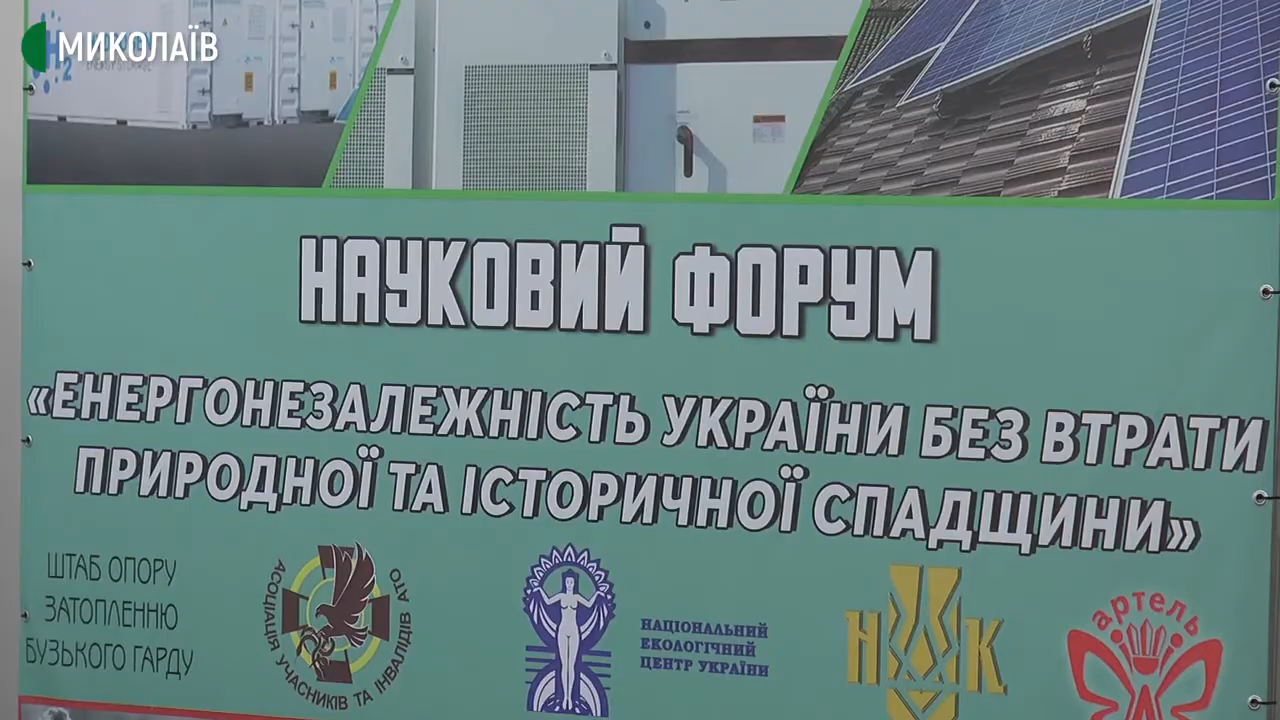 МИКОЛАЇВ
H2
НАУКОВИЙ ФОРУМ
«ЕНЕРГОНЕЗАЛЕЖНІСТЬ УКРАЇНИ БЕЗ ВТРАТИ
ПРИРОДНОЇ ТА ІСТОРИЧНОЇ СПАДЩИНИ»
ШТАБ ОПОРУ
ЗАТОПЛЕННЮ
БУЗЬКОГО ГАРДУ
АСОЦІАЦІЯ УЧАСНИКІВ ТА ІНВАЛІДІВ АТО
НАЦІОНАЛЬНИЙ
ЕКОЛОГІЧНИЙ
ЦЕНТР УКРАЇНИ
Н К
артель